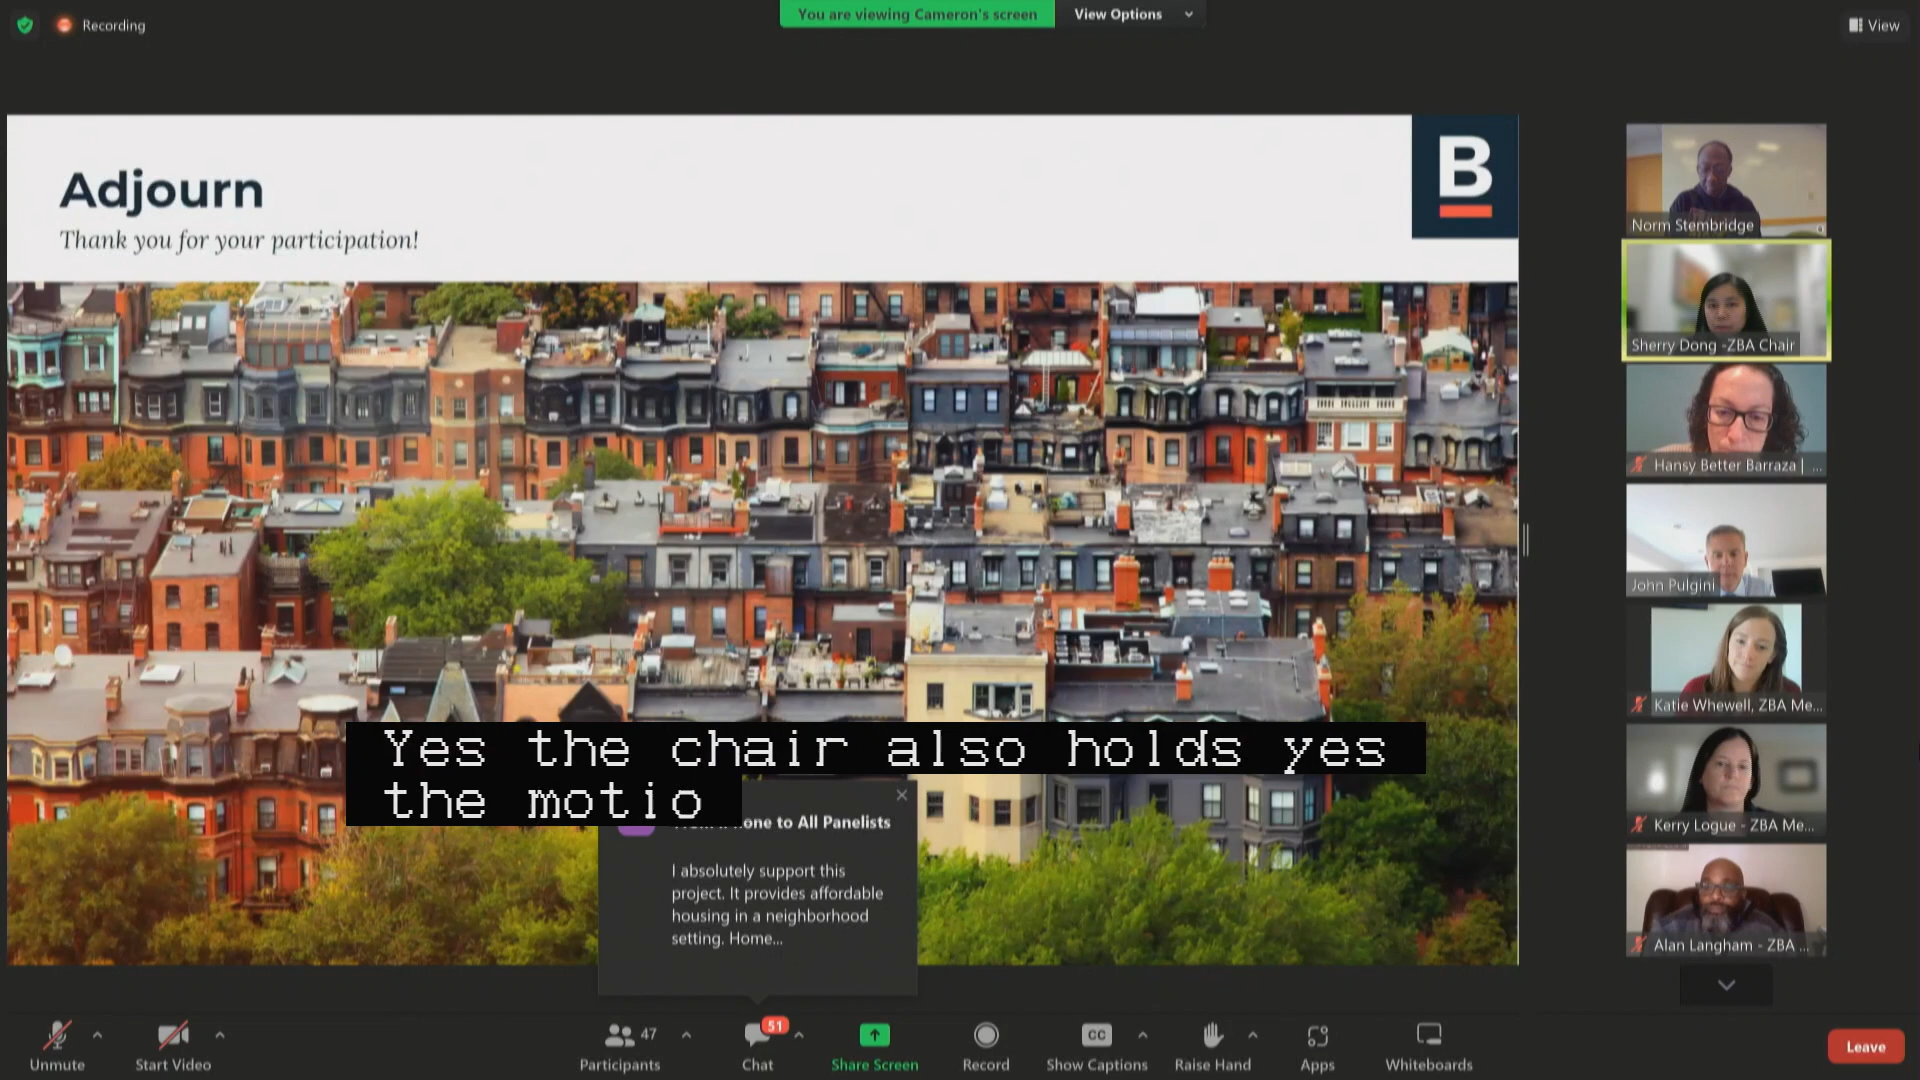 Recording
You are viewing Cameron's screen
View Options
View
Adjourn
Thank you for your participation!
B
Norm Stembridge
Sherry Dong -ZBA Chair
Hansy Better Barraza | ...
John Pulgini
Katie Whewell, ZBA Me...
Kerry Logue - ZBA Me...
Alan Langham - ZBA ...
Yes the chair also holds yes
the motio
to All Panelists
I absolutely support this
project. It provides affordable
housing in a neighborhood
setting. Home...
Unmute
Start Video
47
Participants
51
Chat
Share Screen
Record
CC
Show Captions
Raise Hand
Apps
Whiteboards
Leave